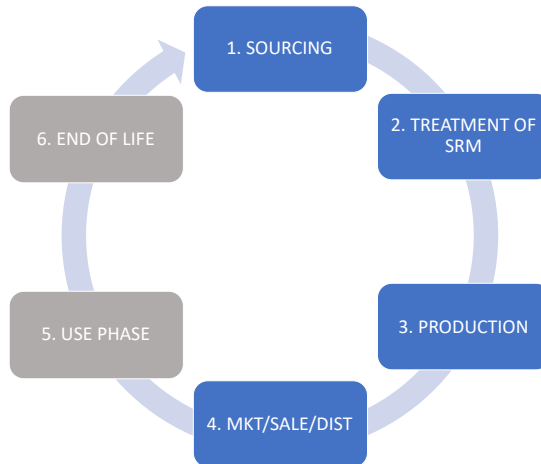 1. SOURCING
2. TREATMENT OF
SRM
3. PRODUCTION
4. MKT/SALE/DIST
5. USE PHASE
6. END OF LIFE